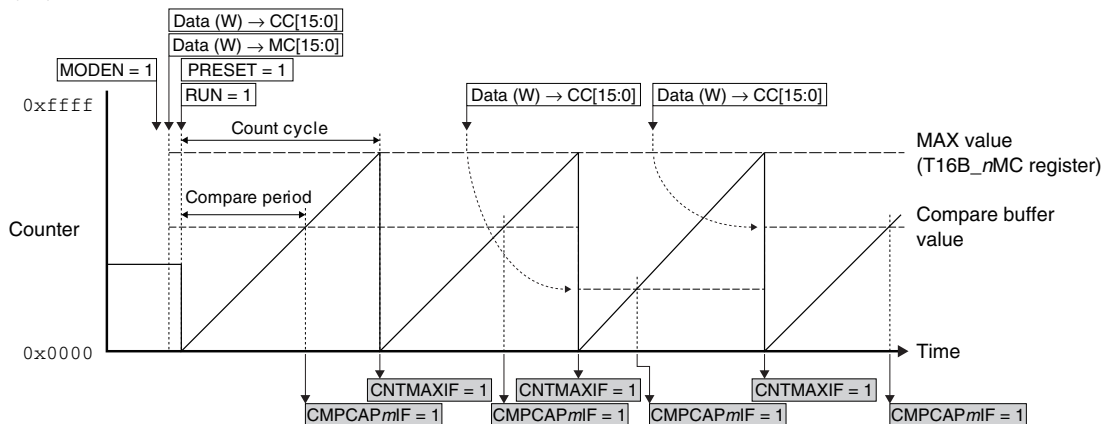 Data (W) → CC[15:0]
Data (W) → MC[15:0]
MODEN = 1
PRESET = 1
RUN = 1
Data (W) → CC[15:0]
Data (W) → CC[15:0]
0xffff
Count cycle
MAX value
(T16B_nMC register)
Compare period
Counter
Compare buffer
value
0x0000
Time
CNTMAXIF = 1
CNTMAXIF = 1
CNTMAXIF = 1
CMPCAPmIF = 1
CMPCAPmIF = 1
CMPCAPmIF = 1
CMPCAPmIF = 1